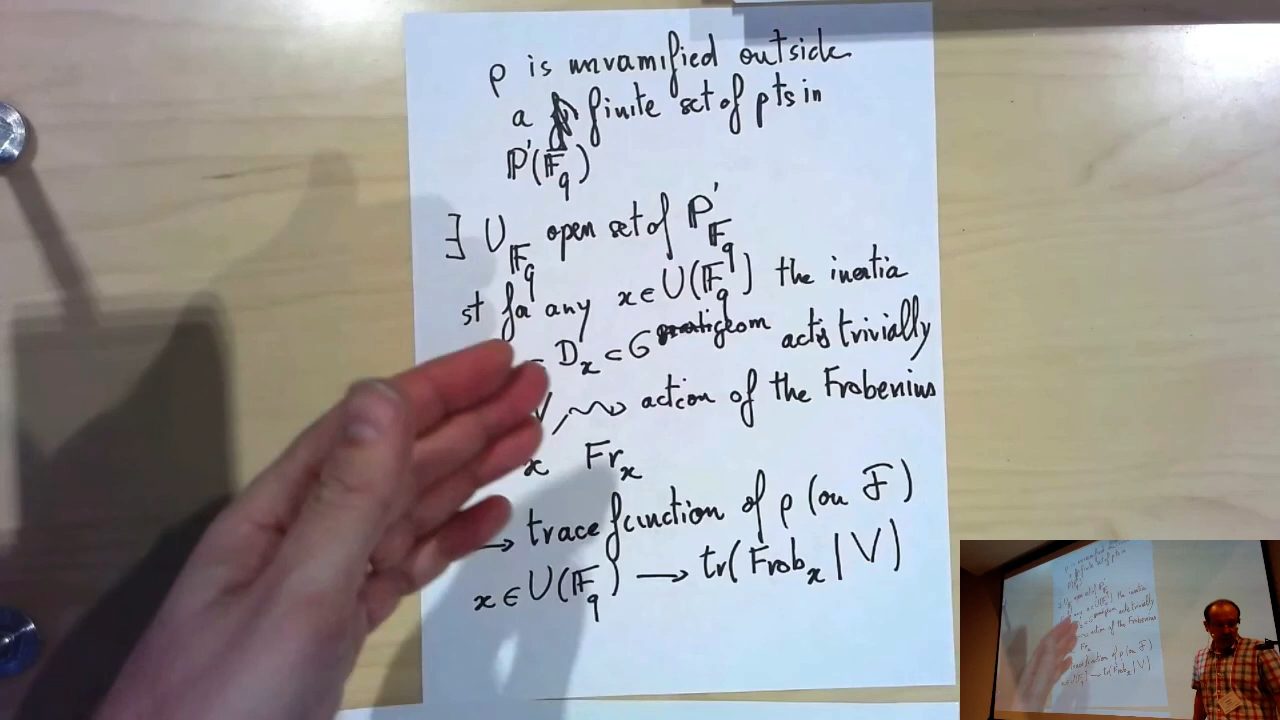 ρ is unramified outside
a finite set of pts in
P¹(F_q)
∃ U_{F_q} open set of P¹_{F_q}
st for any x ∈ U(F_q) the inertia
D_x ⊂ G^{geom} acts trivially
V ⇝ action of the Frobenius
x Fr_x
→ trace function of ρ (on F)
x ∈ U(F_q) → tr(Frob_x | V)